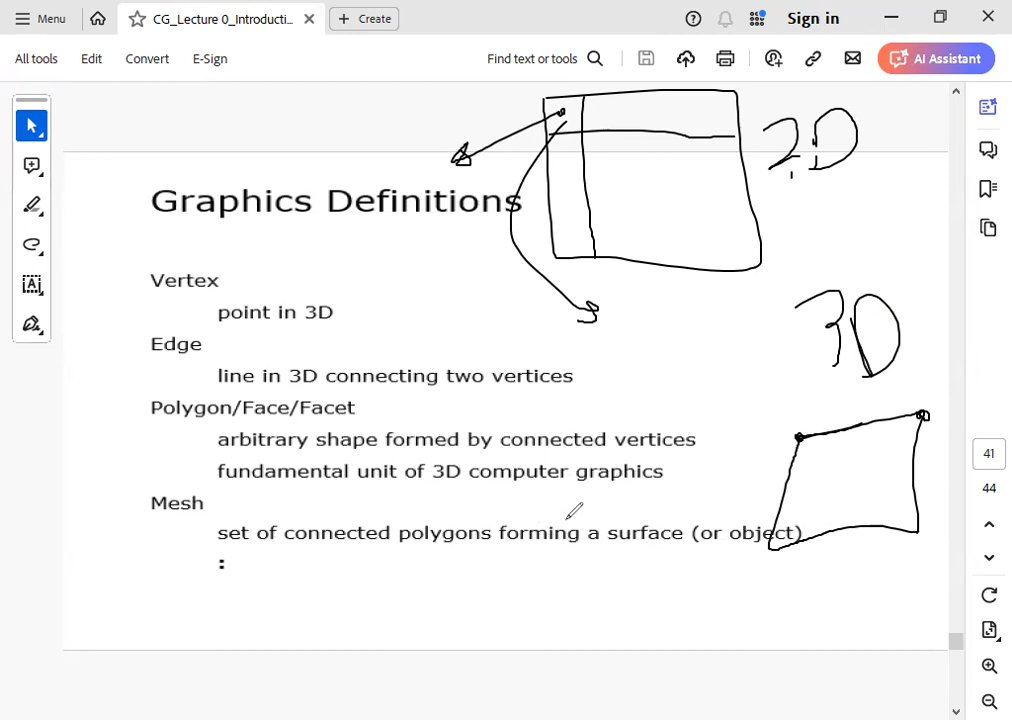 Menu
CG_Lecture 0_Introducti...
Create
Sign in
All tools
Edit
Convert
E-Sign
Find text or tools
AI Assistant
2D
Graphics Definitions
Vertex
point in 3D
3D
Edge
line in 3D connecting two vertices
Polygon/Face/Facet
arbitrary shape formed by connected vertices
fundamental unit of 3D computer graphics
Mesh
set of connected polygons forming a surface (or object)
:
41
44